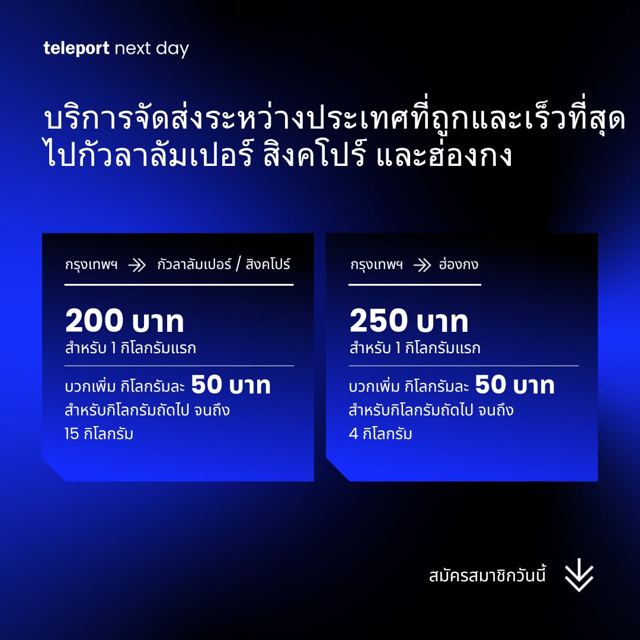 teleport next day
บริการจัดส่งระหว่างประเทศที่ถูกและเร็วที่สุด
ไปกัวลาลัมเปอร์ สิงคโปร์ และฮ่องกง
กรุงเทพฯ → กัวลาลัมเปอร์ / สิงคโปร์
200 บาท
สำหรับ 1 กิโลกรัมแรก
บวกเพิ่ม กิโลกรัมละ 50 บาท
สำหรับกิโลกรัมถัดไป จนถึง
15 กิโลกรัม
กรุงเทพฯ → ฮ่องกง
250 บาท
สำหรับ 1 กิโลกรัมแรก
บวกเพิ่ม กิโลกรัมละ 50 บาท
สำหรับกิโลกรัมถัดไป จนถึง
4 กิโลกรัม
สมัครสมาชิกวันนี้